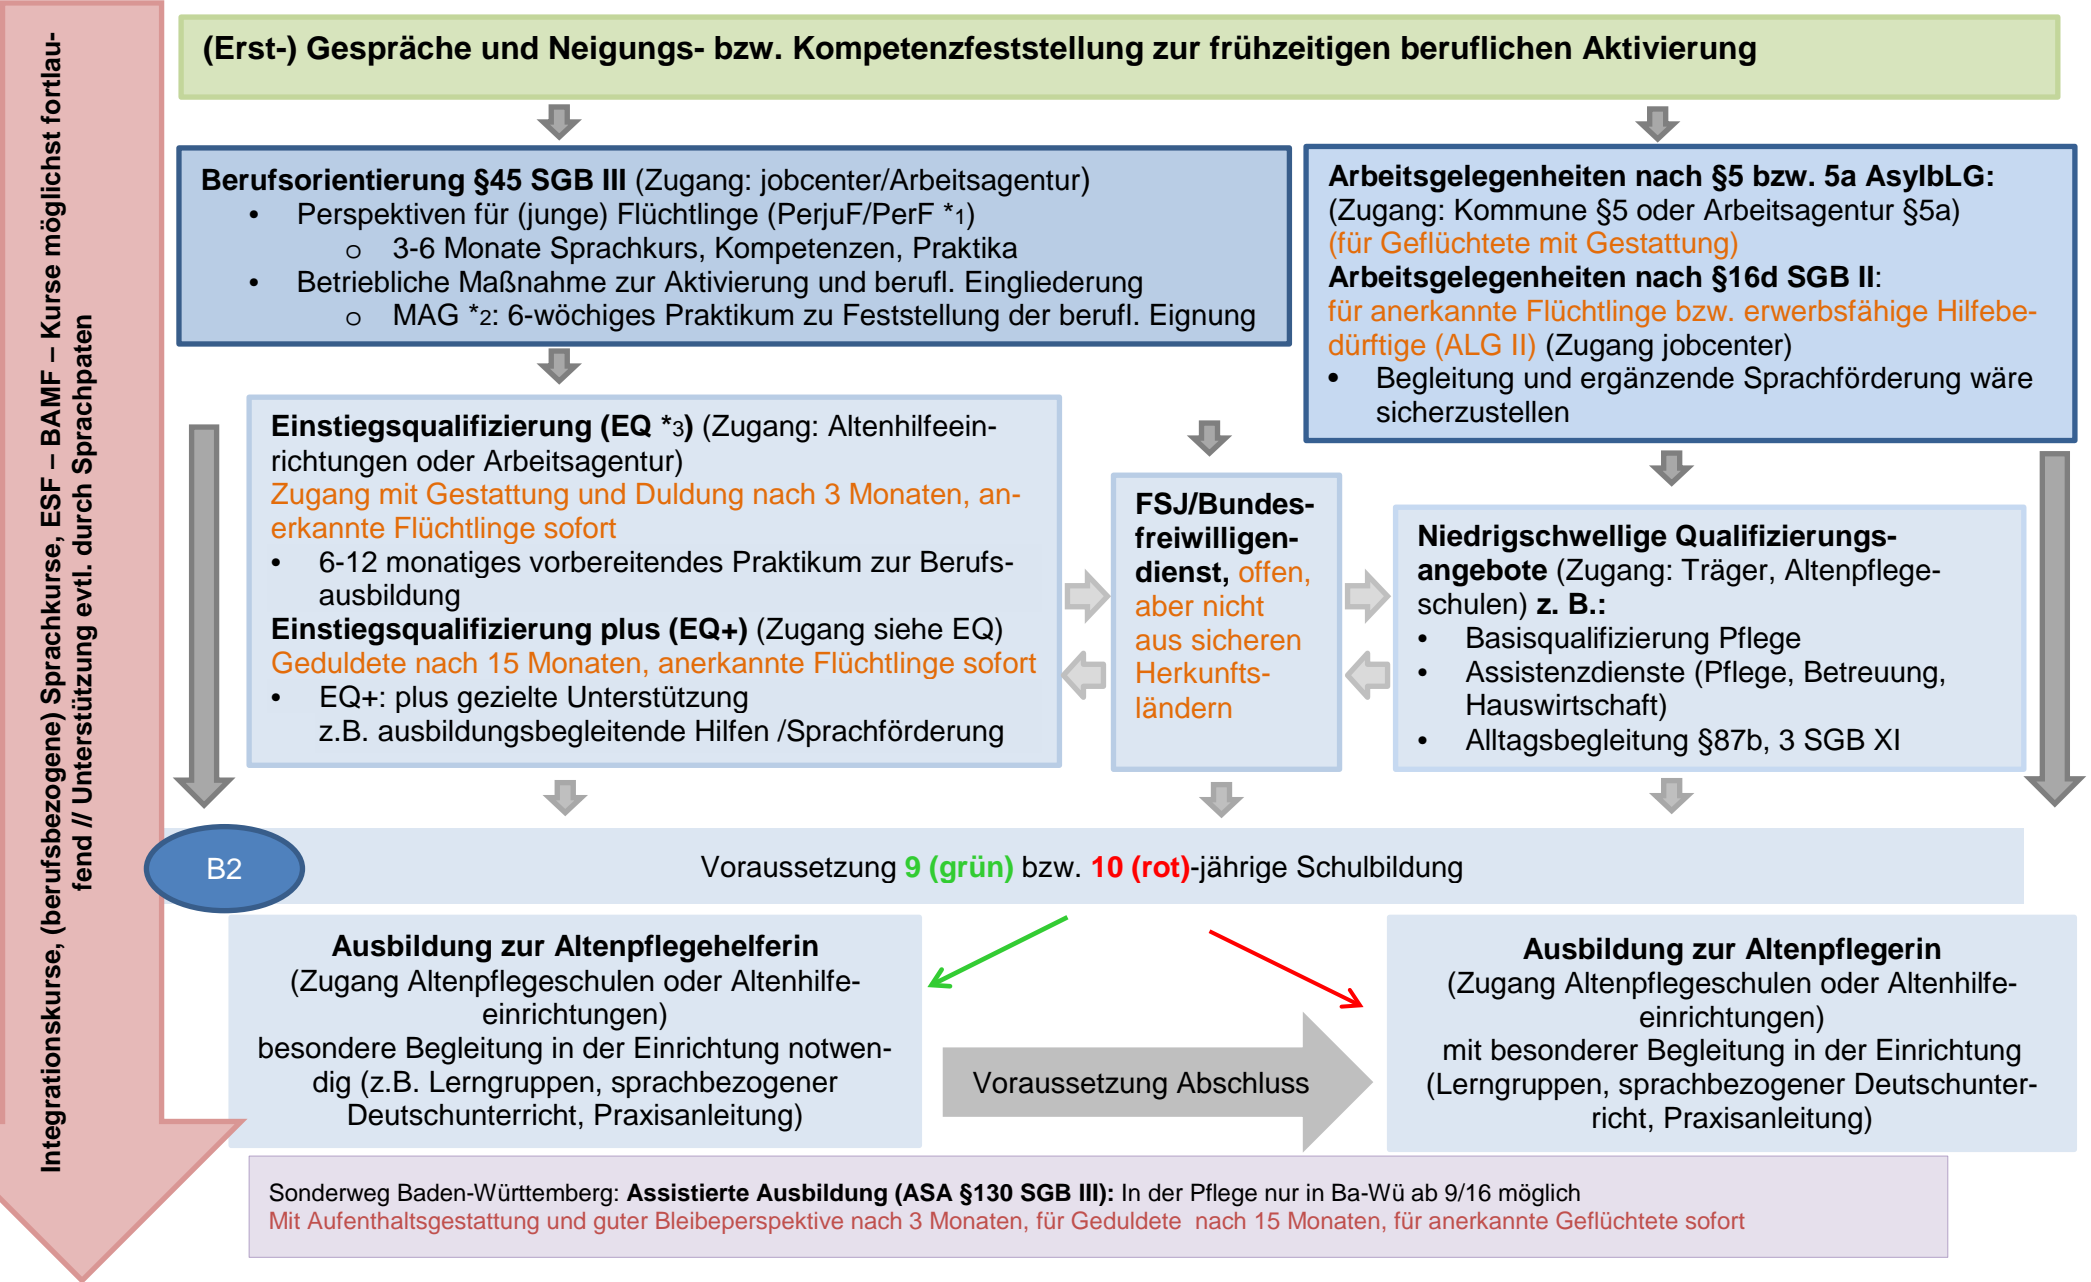 Integrationskurse, (berufsbezogene) Sprachkurse, ESF – BAMF – Kurse möglichst fortlau-
fend // Unterstützung evtl. durch Sprachpaten
(Erst-) Gespräche und Neigungs- bzw. Kompetenzfeststellung zur frühzeitigen beruflichen Aktivierung
Berufsorientierung §45 SGB III (Zugang: jobcenter/Arbeitsagentur)
• Perspektiven für (junge) Flüchtlinge (PerjuF/PerF *1)
o 3-6 Monate Sprachkurs, Kompetenzen, Praktika
• Betriebliche Maßnahme zur Aktivierung und berufl. Eingliederung
o MAG *2: 6-wöchiges Praktikum zu Feststellung der berufl. Eignung
Arbeitsgelegenheiten nach §5 bzw. 5a AsylbLG:
(Zugang: Kommune §5 oder Arbeitsagentur §5a)
(für Geflüchtete mit Gestattung)
Arbeitsgelegenheiten nach §16d SGB II:
für anerkannte Flüchtlinge bzw. erwerbsfähige Hilfebe-
dürftige (ALG II) (Zugang jobcenter)
• Begleitung und ergänzende Sprachförderung wäre
sicherzustellen
Einstiegsqualifizierung (EQ *3) (Zugang: Altenhilfeein-
richtungen oder Arbeitsagentur)
Zugang mit Gestattung und Duldung nach 3 Monaten, an-
erkannte Flüchtlinge sofort
• 6-12 monatiges vorbereitendes Praktikum zur Berufs-
ausbildung
Einstiegsqualifizierung plus (EQ+) (Zugang siehe EQ)
Geduldete nach 15 Monaten, anerkannte Flüchtlinge sofort
• EQ+: plus gezielte Unterstützung
z.B. ausbildungsbegleitende Hilfen /Sprachförderung
FSJ/Bundes-
freiwilligen-
dienst, offen,
aber nicht
aus sicheren
Herkunfts-
ländern
Niedrigschwellige Qualifizierungs-
angebote (Zugang: Träger, Altenpflege-
schulen) z. B.:
• Basisqualifizierung Pflege
• Assistenzdienste (Pflege, Betreuung,
Hauswirtschaft)
• Alltagsbegleitung §87b, 3 SGB XI
B2
Voraussetzung 9 (grün) bzw. 10 (rot)-jährige Schulbildung
Ausbildung zur Altenpflegehelferin
(Zugang Altenpflegeschulen oder Altenhilfe-
einrichtungen)
besondere Begleitung in der Einrichtung notwen-
dig (z.B. Lerngruppen, sprachbezogener
Deutschunterricht, Praxisanleitung)
Voraussetzung Abschluss
Ausbildung zur Altenpflegerin
(Zugang Altenpflegeschulen oder Altenhilfe-
einrichtungen)
mit besonderer Begleitung in der Einrichtung
(Lerngruppen, sprachbezogener Deutschunter-
richt, Praxisanleitung)
Sonderweg Baden-Württemberg: Assistierte Ausbildung (ASA §130 SGB III): In der Pflege nur in Ba-Wü ab 9/16 möglich
Mit Aufenthaltsgestattung und guter Bleibeperspektive nach 3 Monaten, für Geduldete nach 15 Monaten, für anerkannte Geflüchtete sofort